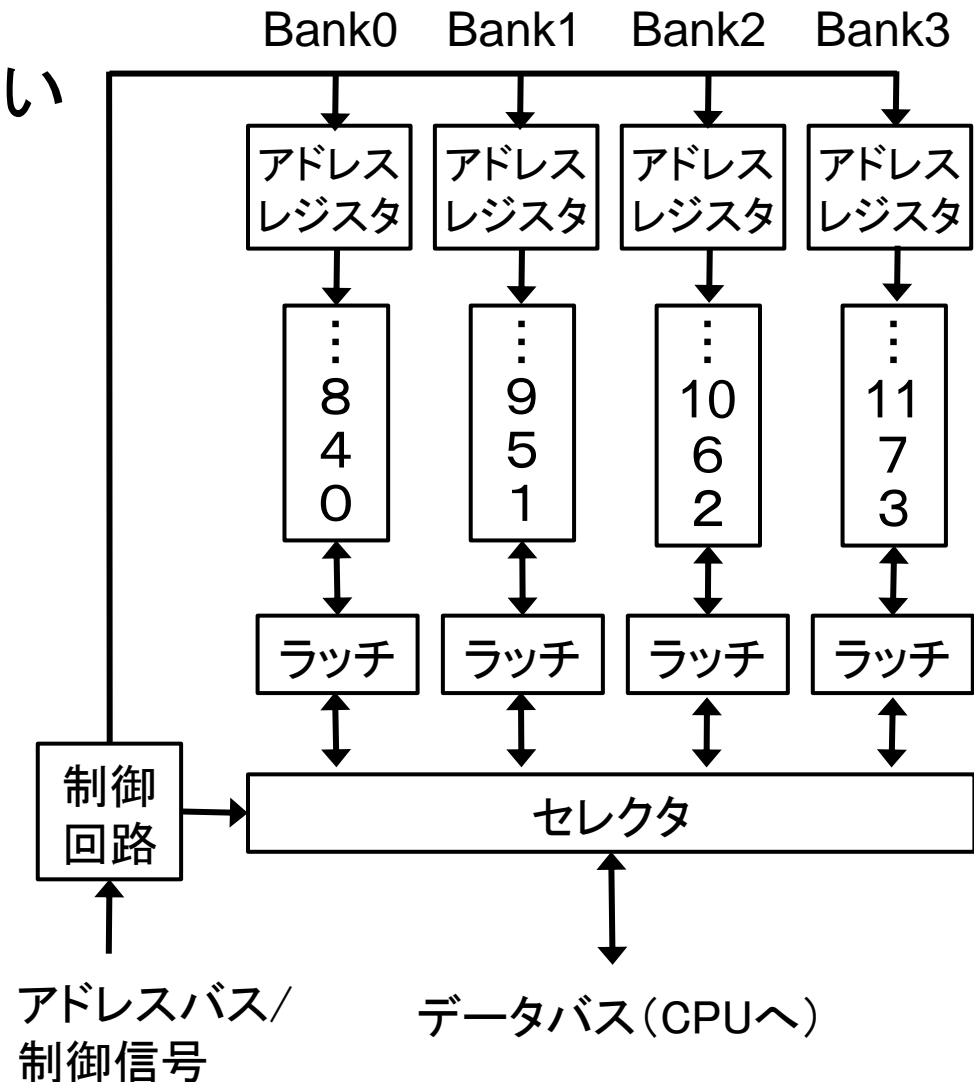 Bank0 Bank1 Bank2 Bank3
い
アドレス アドレス アドレス アドレス
レジスタ レジスタ レジスタ レジスタ
⋮ ⋮ ⋮ ⋮
8 9 10 11
4 5 6 7
0 1 2 3
ラッチ ラッチ ラッチ ラッチ
制御
回路
セレクタ
アドレスバス/
制御信号
データバス(CPUへ)